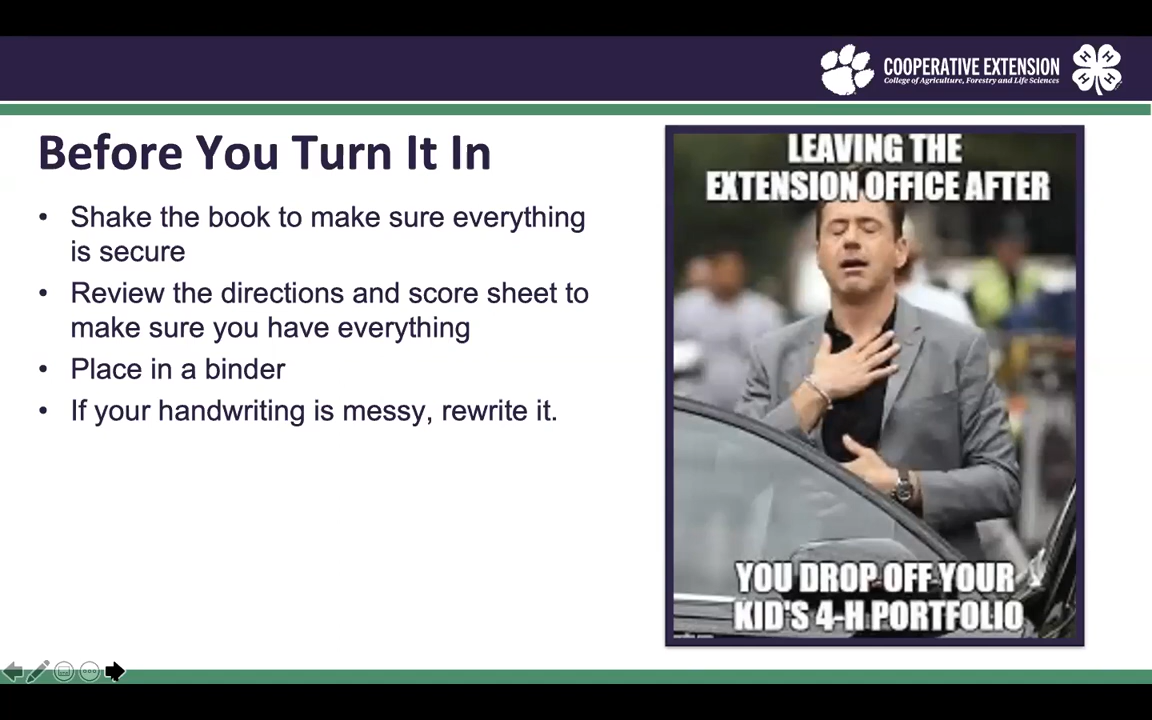 COOPERATIVE EXTENSION
College of Agriculture, Forestry and Life Sciences
H H
H H
Before You Turn It In
• Shake the book to make sure everything
is secure
• Review the directions and score sheet to
make sure you have everything
• Place in a binder
• If your handwriting is messy, rewrite it.
LEAVING THE
EXTENSION OFFICE AFTER
YOU DROP OFF YOUR
KID'S 4-H PORTFOLIO